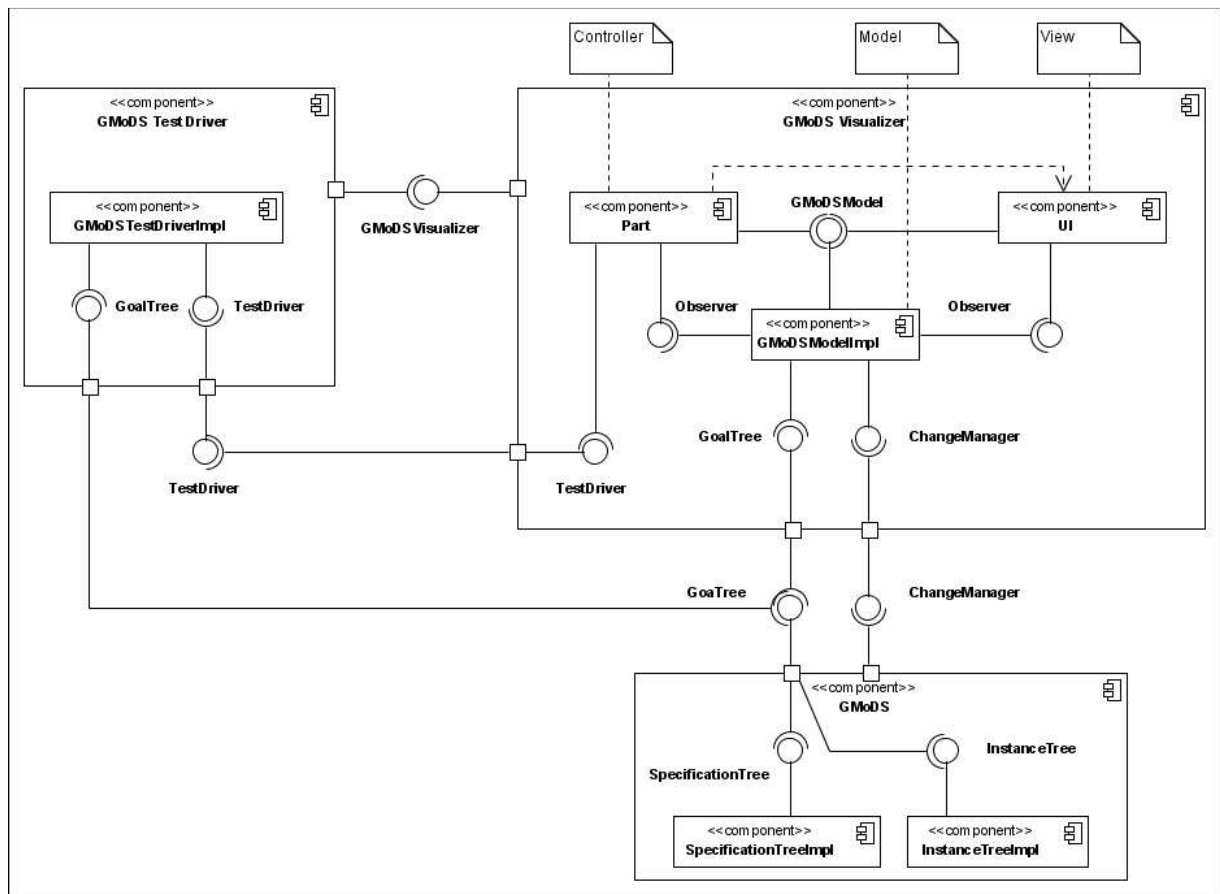 Controller
Model
View
<<component>>
GMoDS Test Driver
<<component>>
GMoDS Visualizer
<<component>>
GMoDSTestDriverImpl
GMoDSVisualizer
<<component>>
Part
GMoDSModel
<<component>>
UI
GoalTree
TestDriver
Observer
Observer
<<component>>
GMoDSModelImpl
GoalTree
ChangeManager
TestDriver
TestDriver
GoaTree
ChangeManager
<<component>>
GMoDS
SpecificationTree
InstanceTree
<<component>>
SpecificationTreeImpl
<<component>>
InstanceTreeImpl